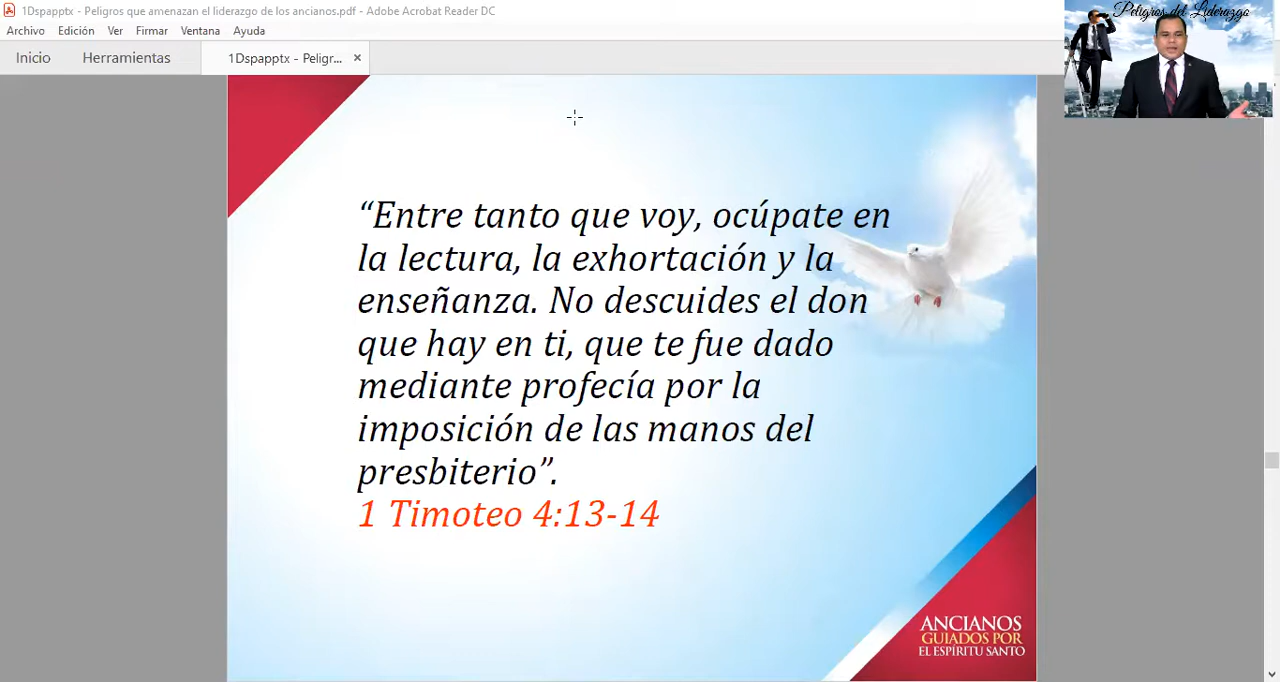 1Dspapptx - Peligros que amenazan el liderazgo de los ancianos.pdf - Adobe Acrobat Reader DC
Archivo Edición Ver Firmar Ventana Ayuda
Inicio Herramientas 1Dspapptx - Peligr... ×
Peligros del Liderazgo
“Entre tanto que voy, ocúpate en
la lectura, la exhortación y la
enseñanza. No descuides el don
que hay en ti, que te fue dado
mediante profecía por la
imposición de las manos del
presbiterio”.
1 Timoteo 4:13-14
ANCIANOS
GUIADOS POR
EL ESPÍRITU SANTO